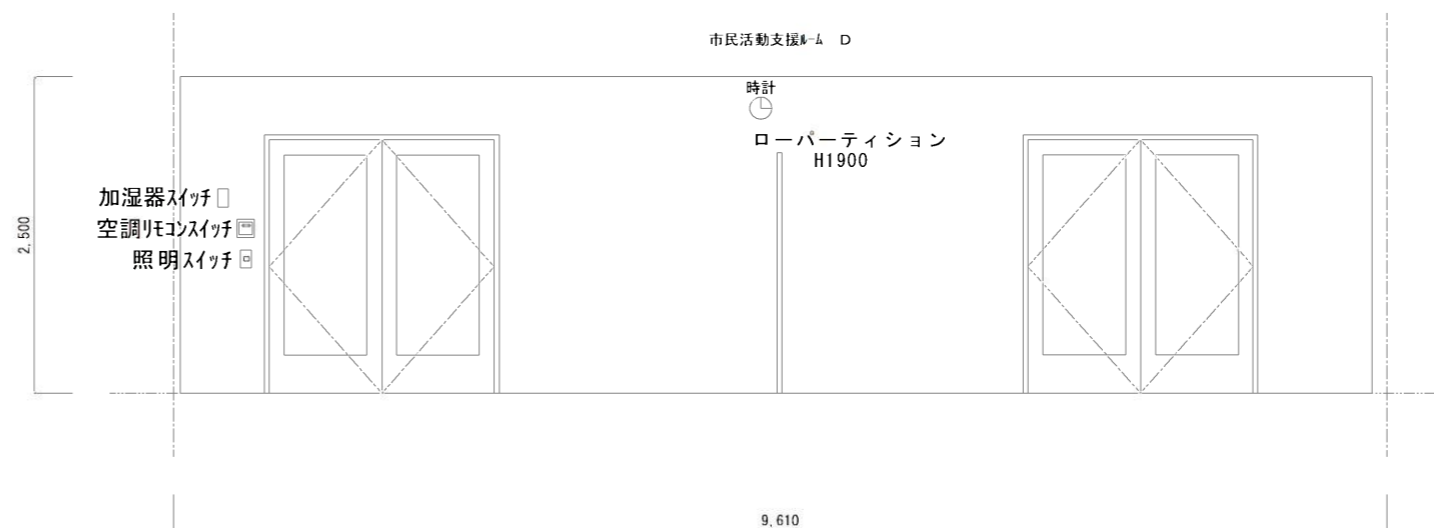 市民活動支援ﾙｰﾑ D
時計
ローパーティション
H1900
加湿器ｽｲｯﾁ
空調ﾘﾓｺﾝｽｲｯﾁ
照明ｽｲｯﾁ
2,500
9,610